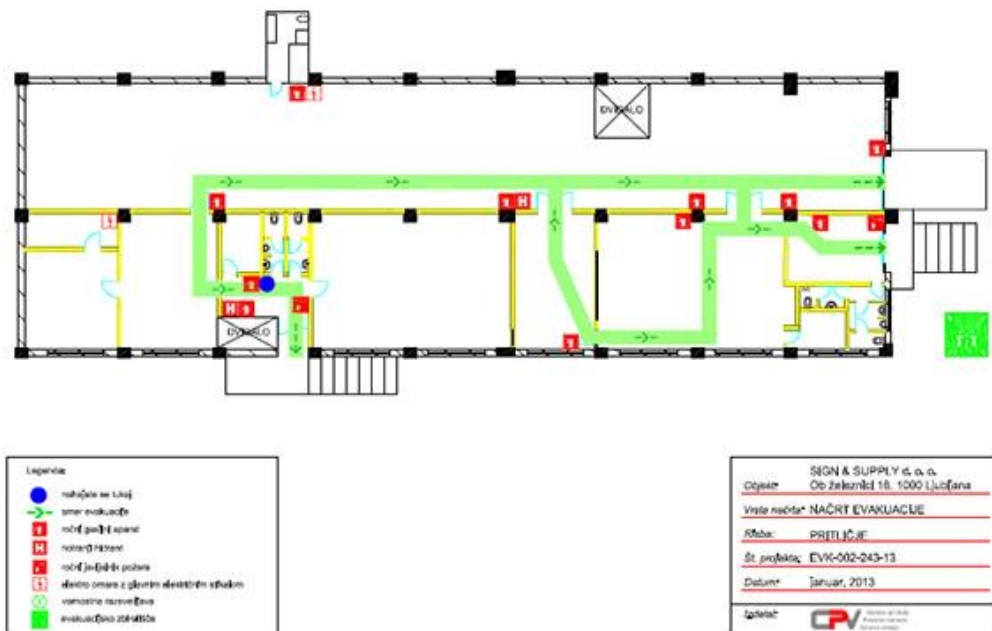 DVIGALO
H
H
DVIGALO
Legenda:
nahajate se tukaj
smer evakuacije
ročni gasilni aparat
H notranji hidrant
ročni javljalnik požara
elektro omara z glavnim električnim stikalom
varnostna razsvetljava
evakuacijsko zbirališče
SIGN & SUPPLY d. o. o.
Objekt: Ob železnici 16, 1000 Ljubljana
Vrsta načrta: NAČRT EVAKUACIJE
Risba: PRITLIČJE
Št. projekta: EVK-002-243-13
Datum: januar, 2013
Izdelal: CPV